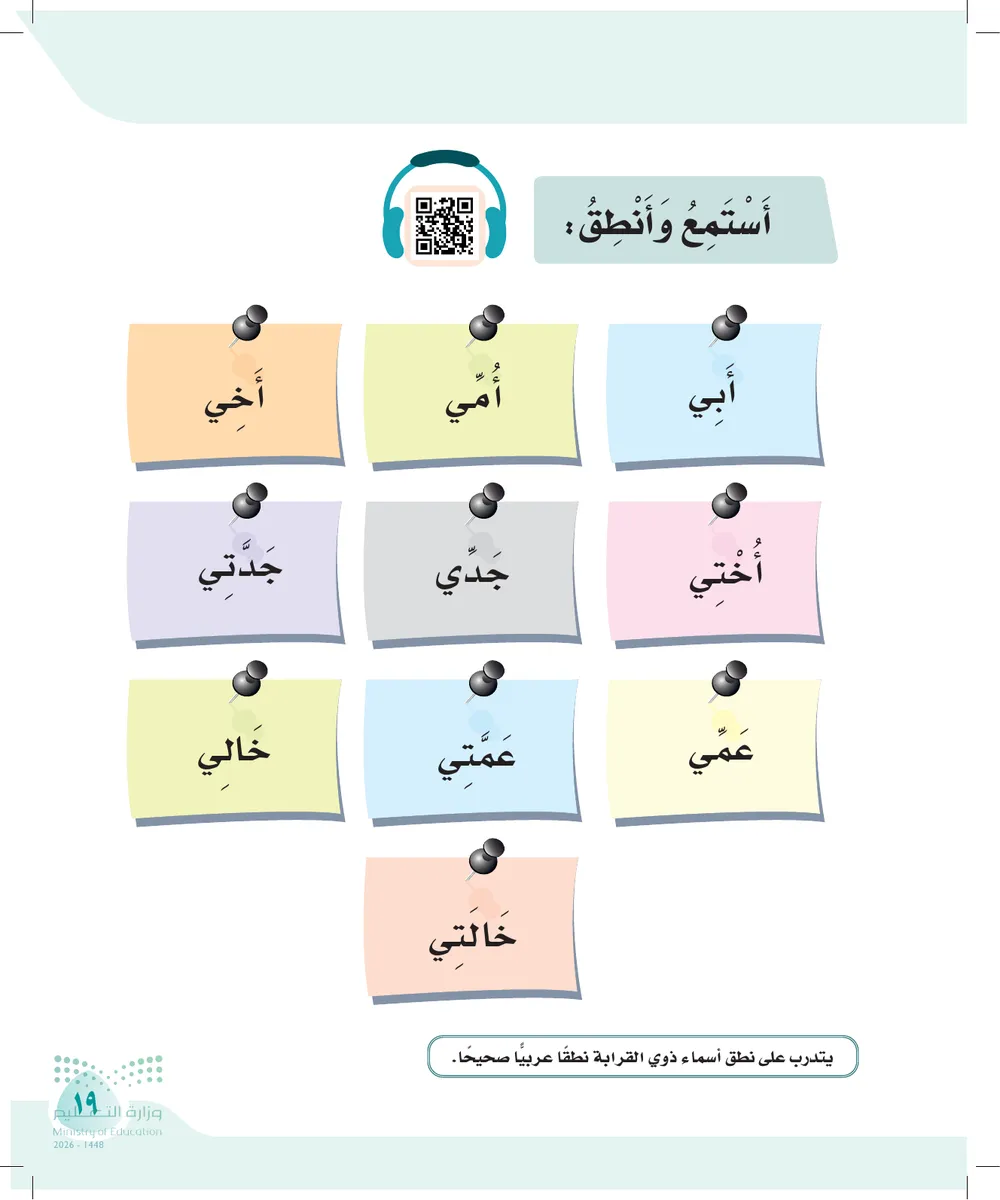 أَسْتَمِعُ وَأَنْطِقُ:
أَبِي
أُمِّي
أَخِي
أُخْتِي
جَدِّي
جَدَّتِي
عَمِّي
عَمَّتِي
خَالِي
خَالَتِي
يتدرب على نطق أسماء ذوي القرابة نطقًا عربيًّا صحيحًا.
١٩
وزارة التعليم
Ministry of Education
2026 - 1448